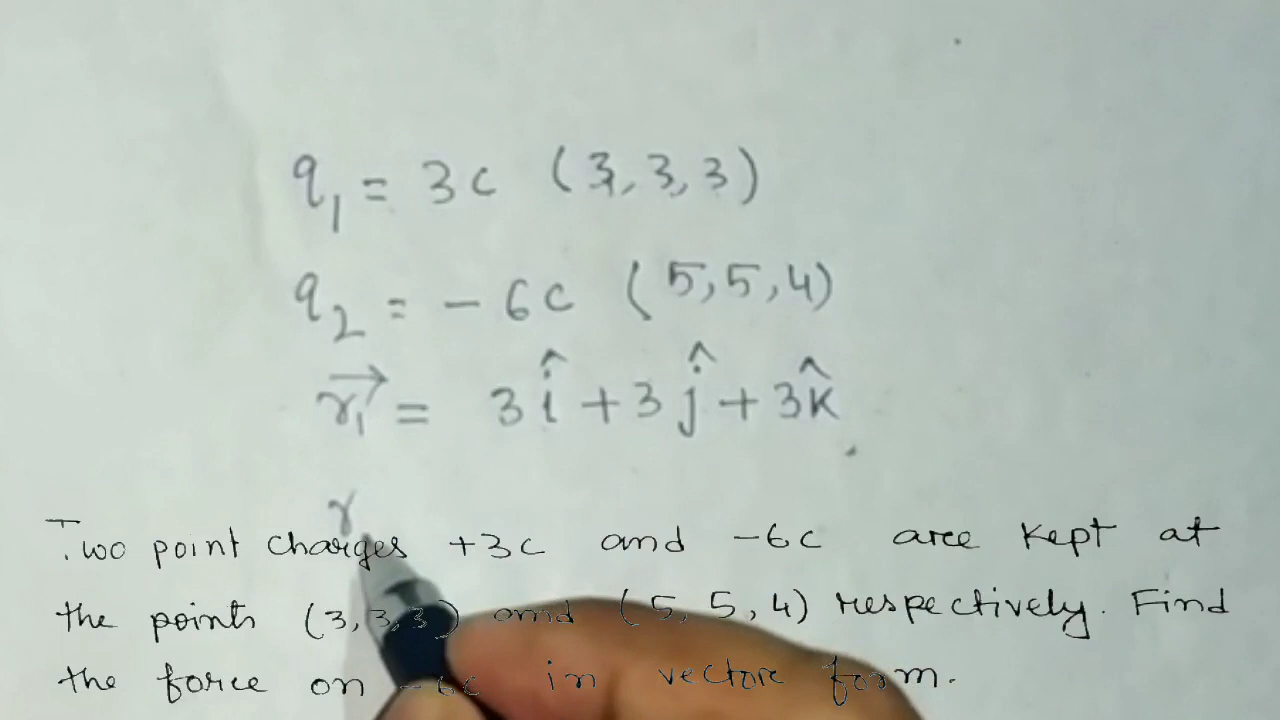 q₁ = 3c (3, 3, 3)
q₂ = - 6c (5, 5, 4)
r₁⃗ = 3î + 3ĵ + 3k̂
r
Two point charges +3c and -6c are kept at
the points (3, 3, 3) and (5, 5, 4) respectively. Find
the force on -6c in vector form.